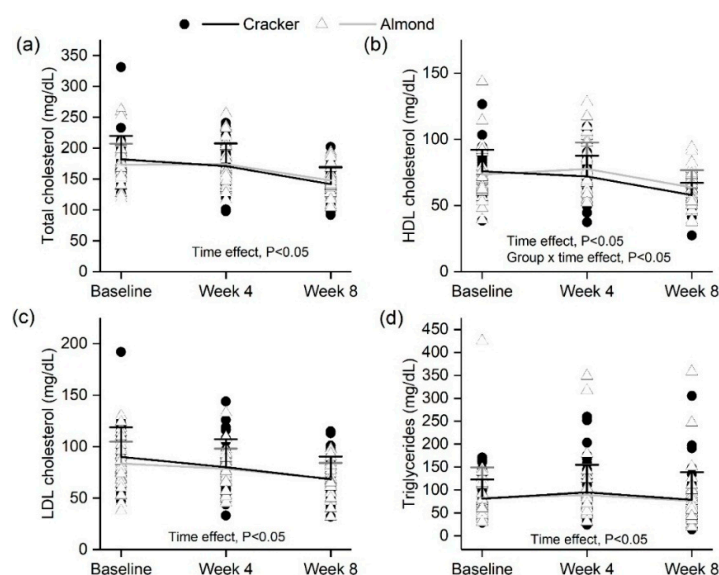 Cracker Almond
(a)
Total cholesterol (mg/dL)
350
300
250
200
150
100
50
0
Time effect, P<0.05
Baseline Week 4 Week 8
(b)
HDL cholesterol (mg/dL)
150
100
50
0
Time effect, P<0.05
Group x time effect, P<0.05
Baseline Week 4 Week 8
(c)
LDL cholesterol (mg/dL)
200
150
100
50
0
Time effect, P<0.05
Baseline Week 4 Week 8
(d)
Triglycerides (mg/dL)
450
400
350
300
250
200
150
100
50
0
Time effect, P<0.05
Baseline Week 4 Week 8